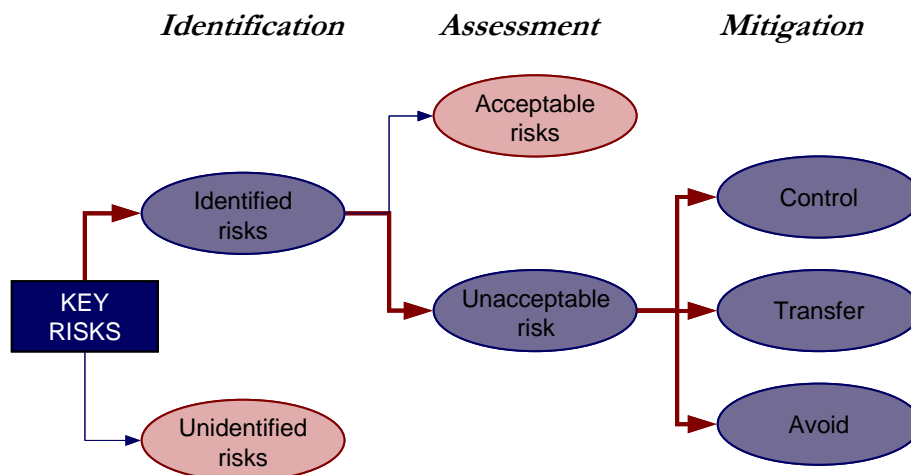 Identification
Assessment
Mitigation
Acceptable
risks
Identified
risks
Control
KEY
RISKS
Unacceptable
risk
Transfer
Unidentified
risks
Avoid